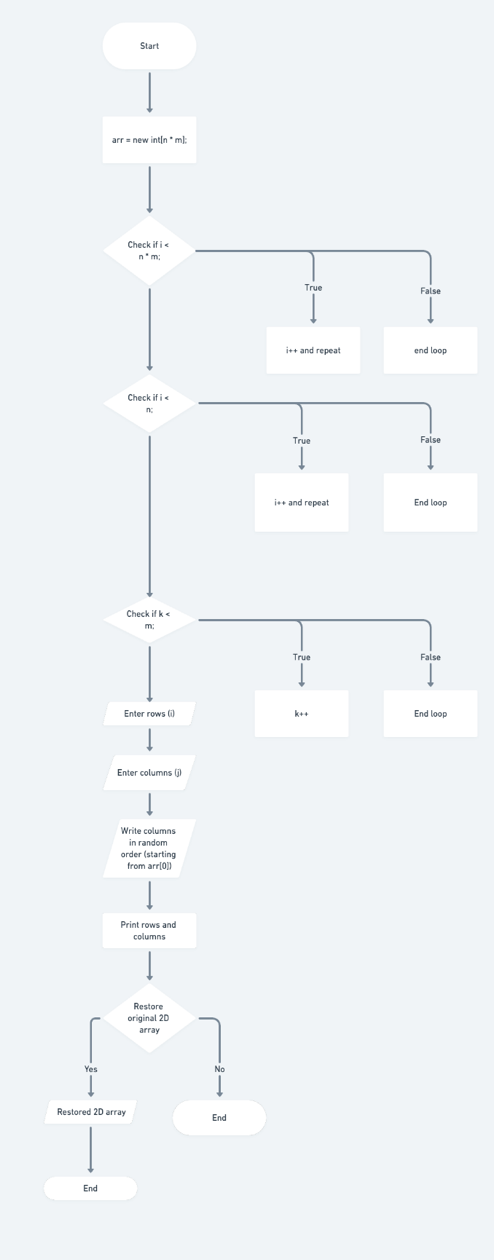 Start
arr = new int[n * m];
Check if i <
n * m;
True
False
i++ and repeat
end loop
Check if i <
n;
True
False
i++ and repeat
End loop
Check if k <
m;
True
False
k++
End loop
Enter rows (i)
Enter columns (j)
Write columns
in random
order (starting
from arr[0])
Print rows and
columns
Restore
original 2D
array
Yes
No
Restored 2D array
End
End